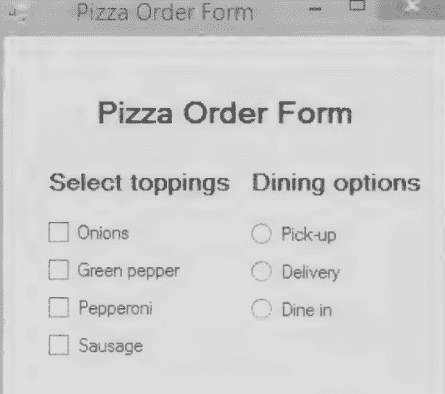 Pizza Order Form
Pizza Order Form
Select toppings
Onions
Green pepper
Pepperoni
Sausage
Dining options
Pick-up
Delivery
Dine in